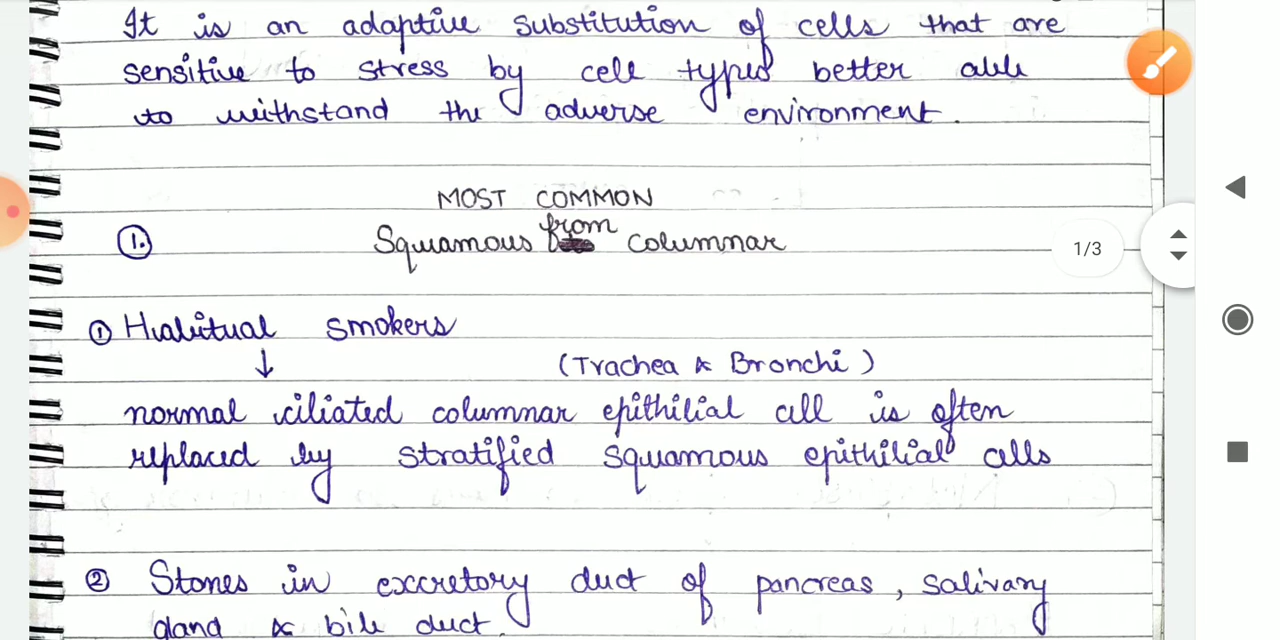 It is an adaptive substitution of cells that are
sensitive to stress by cell types better able
to withstand the adverse environment.
MOST COMMON
1. Squamous from columnar
1/3
① Habitual smokers
↓ (Trachea & Bronchi)
normal ciliated columnar epithilial cell is often
replaced by stratified squamous epithilial cells
② Stones in excretory duct of pancreas, salivary
gland & bile duct.